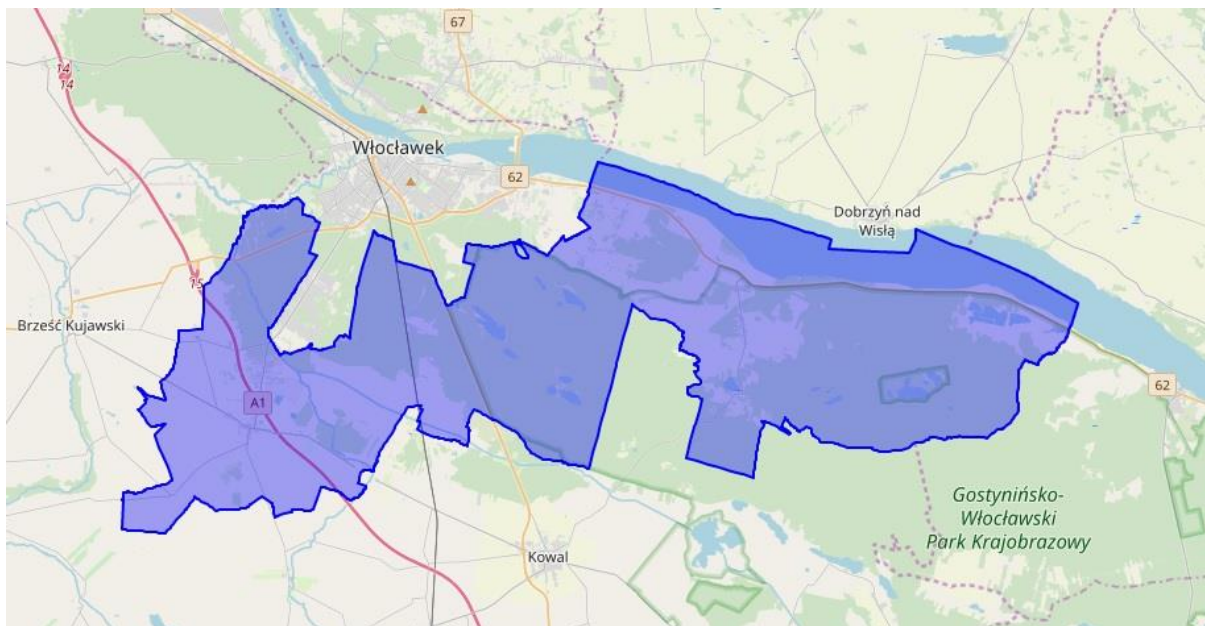 67
14
14
Włocławek
62
Dobrzyń nad
Wisłą
15
Brześć Kujawski
A1
62
Gostynińsko-
Włocławski
Park Krajobrazowy
Kowal